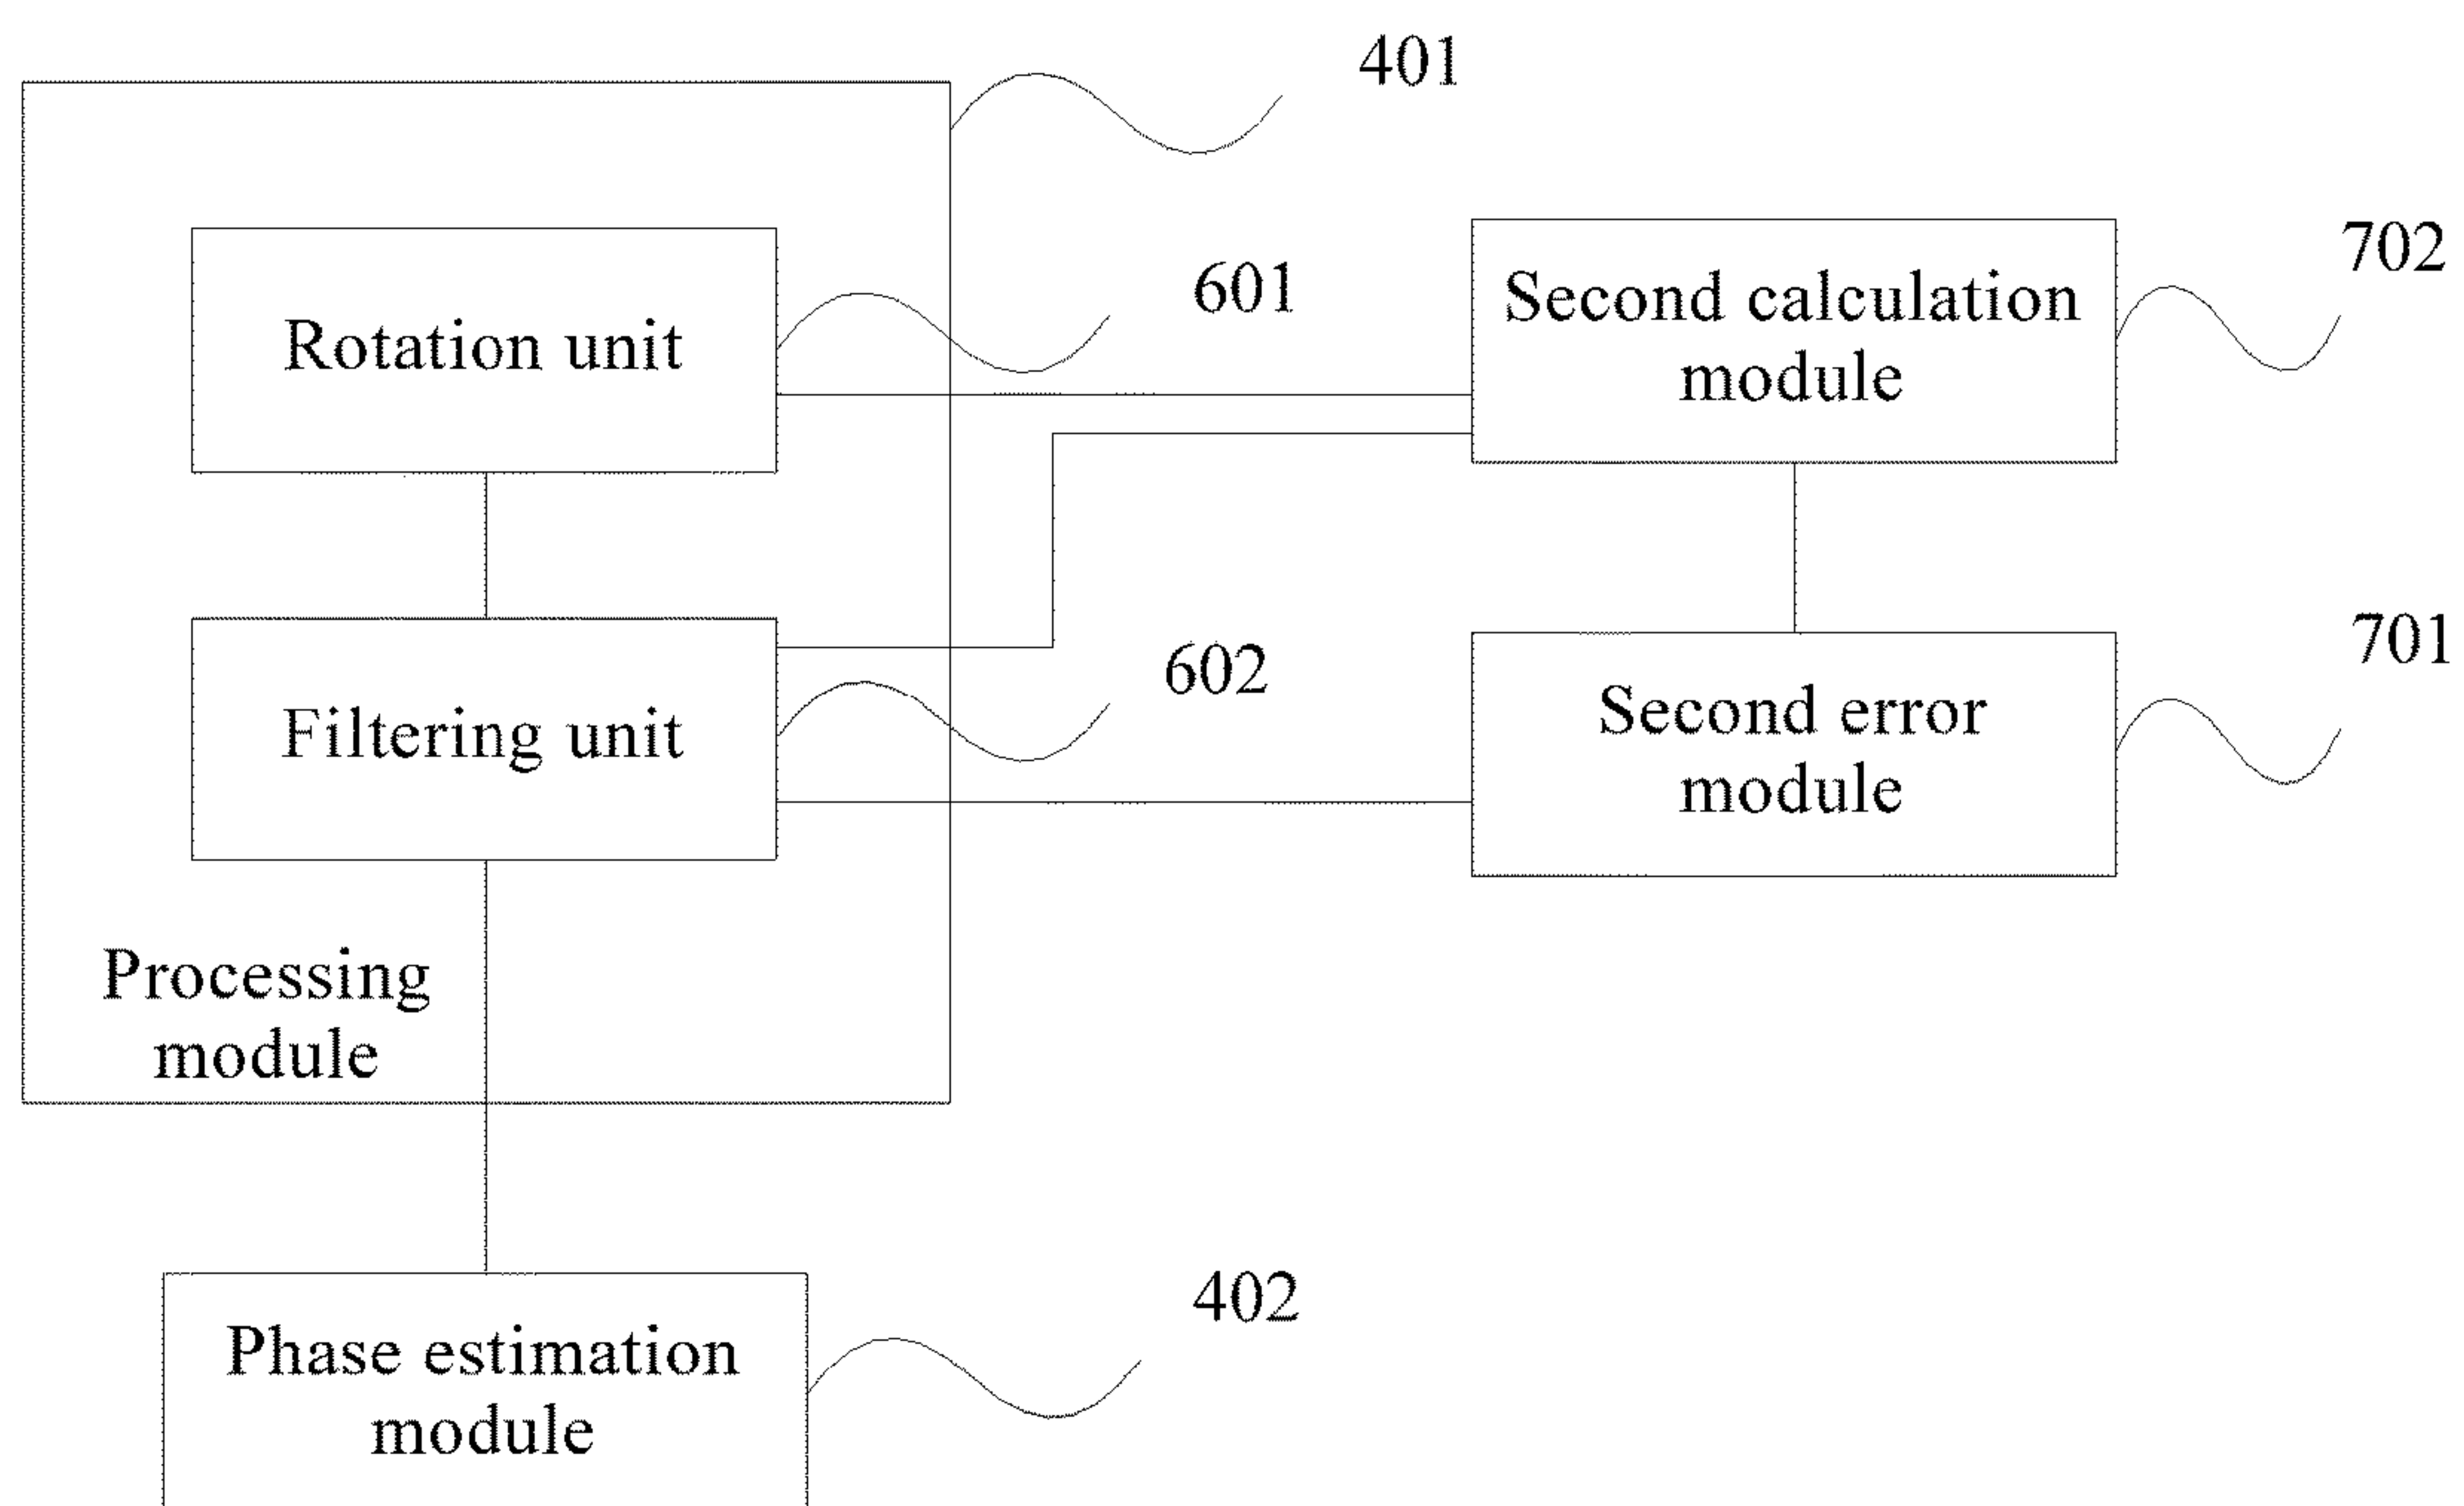 401
Rotation unit
601
Second calculation
module
702
Filtering unit
602
Second error
module
701
Processing
module
Phase estimation
module
402